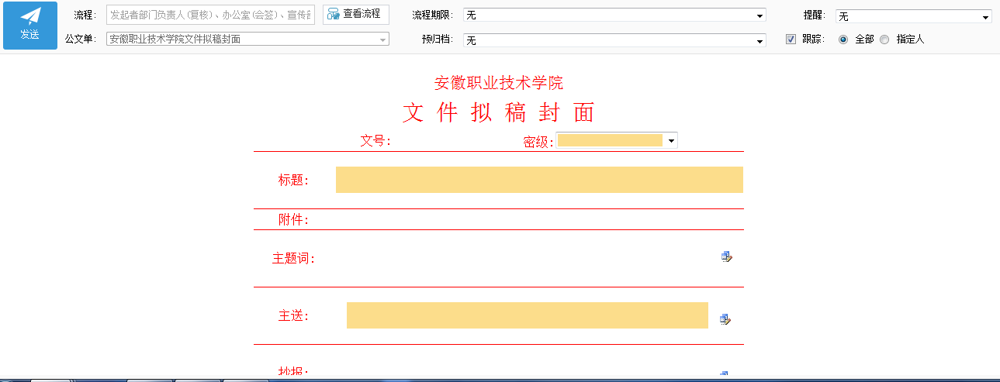 发送
流程： 发起者部门负责人(复核)、办公室(会签)、宣传部 查看流程 流程期限： 无 提醒： 无
公文单： 安徽职业技术学院文件拟稿封面 预归档： 无 跟踪： 全部 指定人
安徽职业技术学院
文件拟稿封面
文号： 密级：
标题：
附件：
主题词：
主送：
抄报：